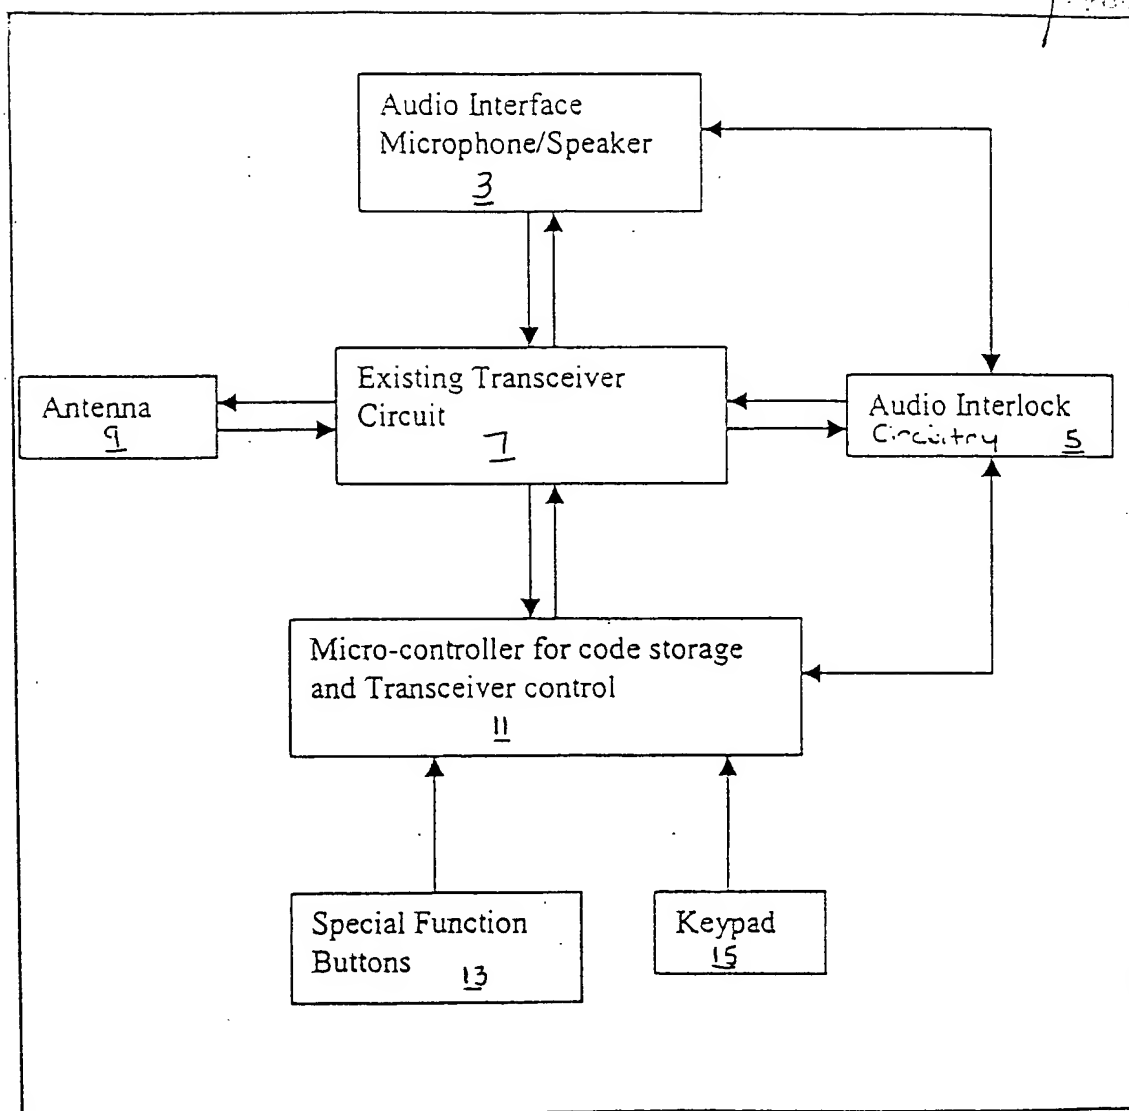 Audio Interface
Microphone/Speaker
3
Existing Transceiver
Circuit
7
Antenna
9
Audio Interlock
Circuitry 5
Micro-controller for code storage
and Transceiver control
11
Special Function
Buttons 13
Keypad
15